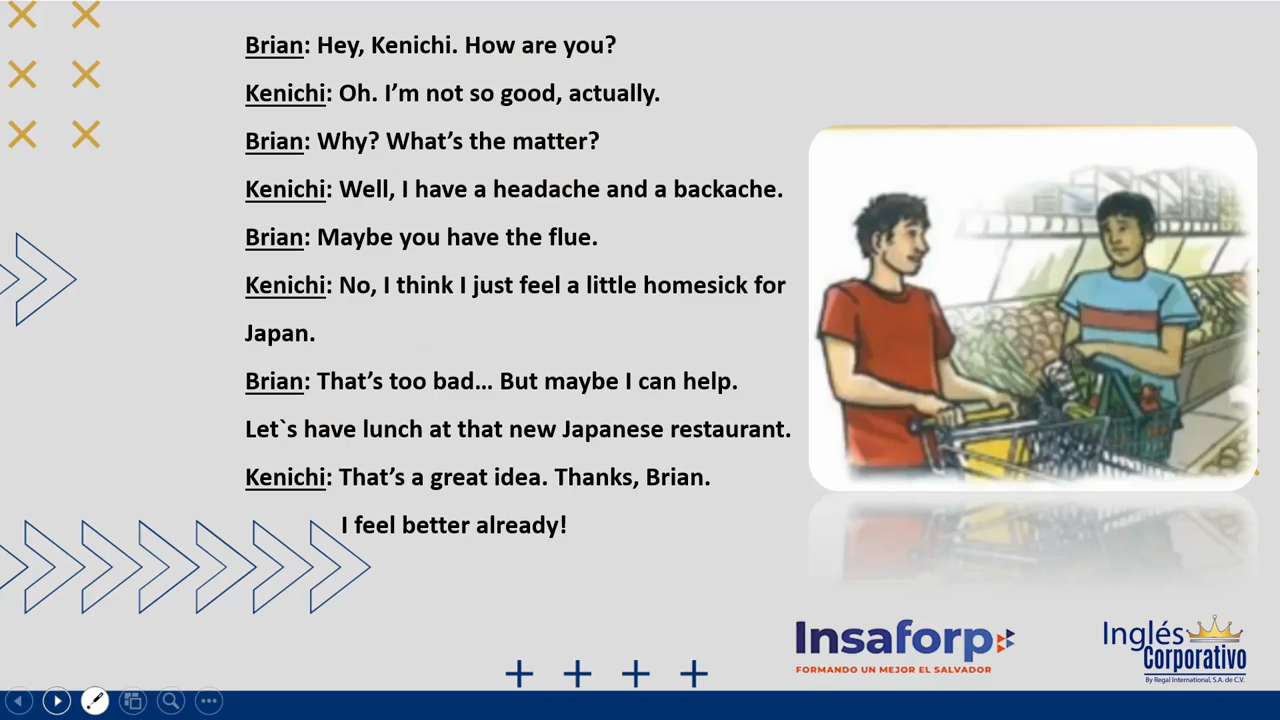 Brian: Hey, Kenichi. How are you?
Kenichi: Oh. I’m not so good, actually.
Brian: Why? What’s the matter?
Kenichi: Well, I have a headache and a backache.
Brian: Maybe you have the flue.
Kenichi: No, I think I just feel a little homesick for
Japan.
Brian: That’s too bad… But maybe I can help.
Let`s have lunch at that new Japanese restaurant.
Kenichi: That’s a great idea. Thanks, Brian.
I feel better already!
Insaforp
FORMANDO UN MEJOR EL SALVADOR
Inglés
Corporativo
By Regal International, S.A. de C.V.